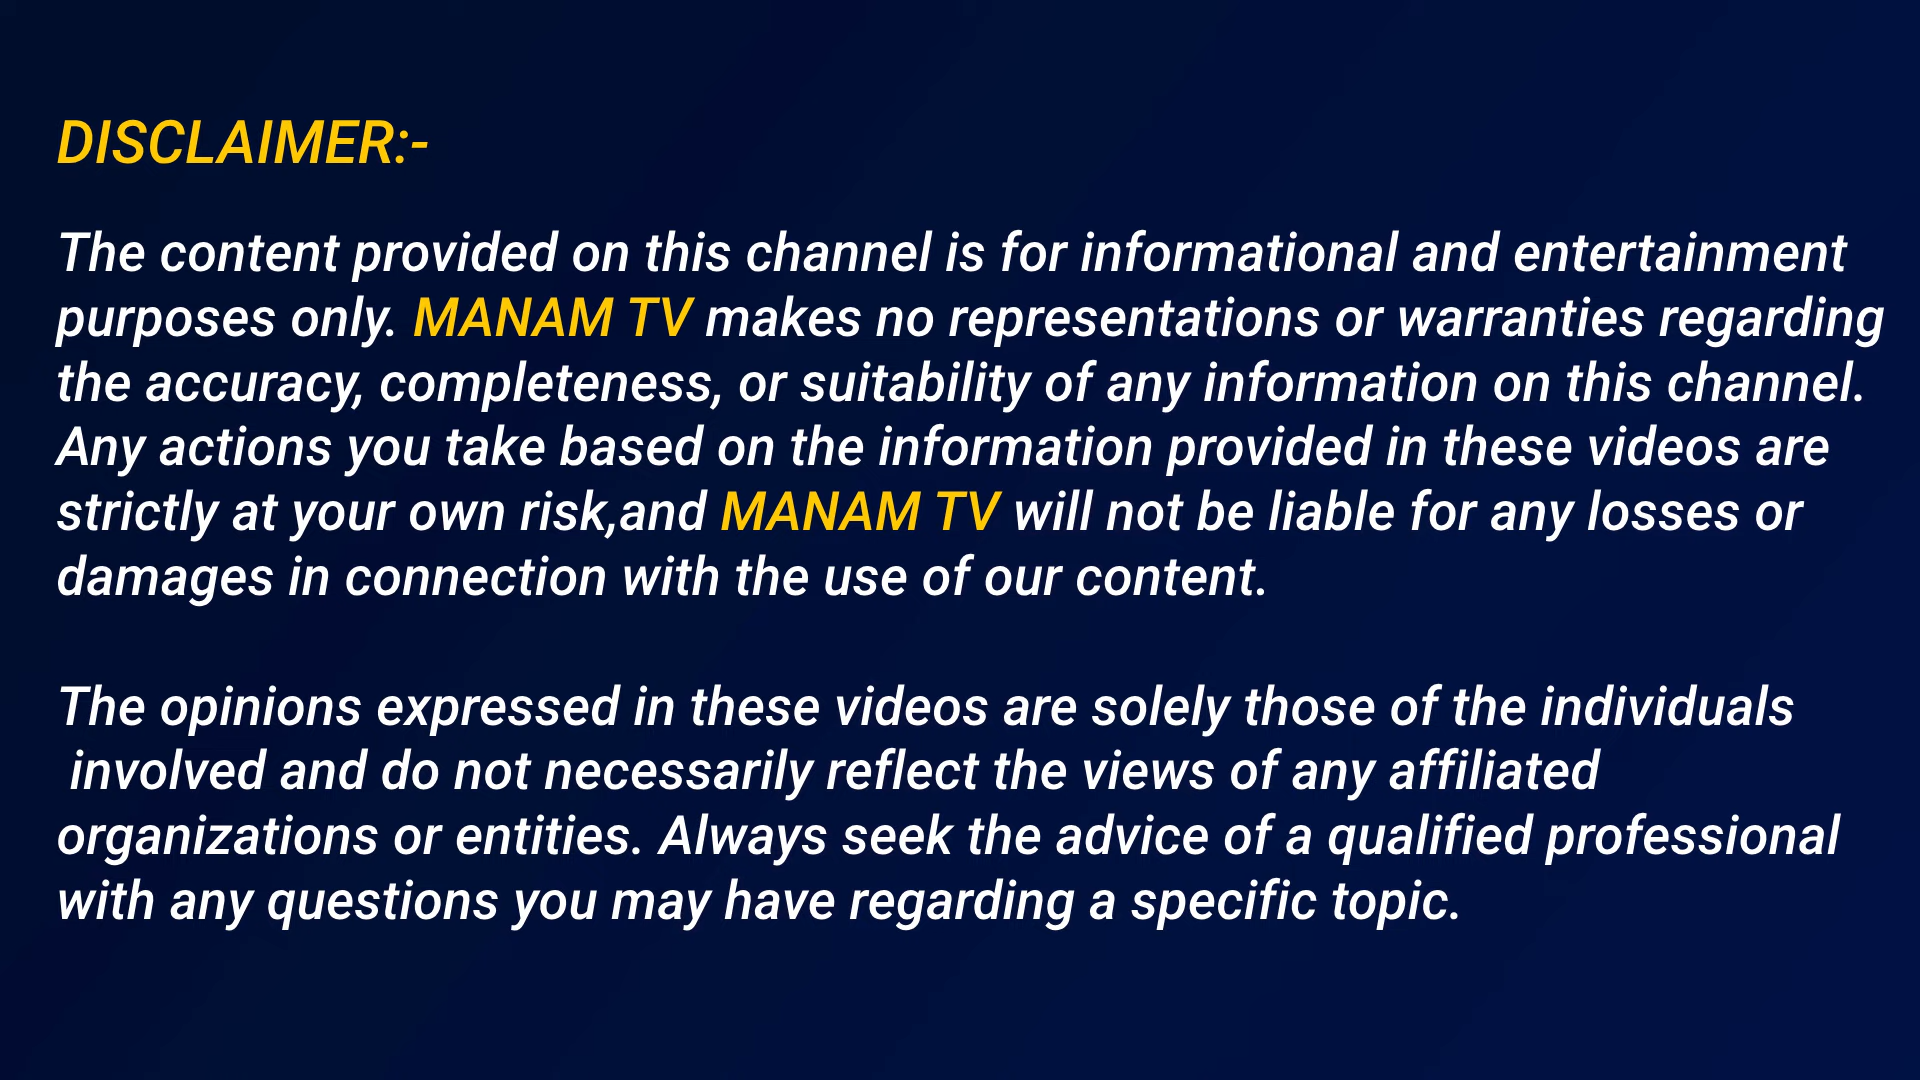 DISCLAIMER:-
The content provided on this channel is for informational and entertainment
purposes only. MANAM TV makes no representations or warranties regarding
the accuracy, completeness, or suitability of any information on this channel.
Any actions you take based on the information provided in these videos are
strictly at your own risk,and MANAM TV will not be liable for any losses or
damages in connection with the use of our content.
The opinions expressed in these videos are solely those of the individuals
involved and do not necessarily reflect the views of any affiliated
organizations or entities. Always seek the advice of a qualified professional
with any questions you may have regarding a specific topic.